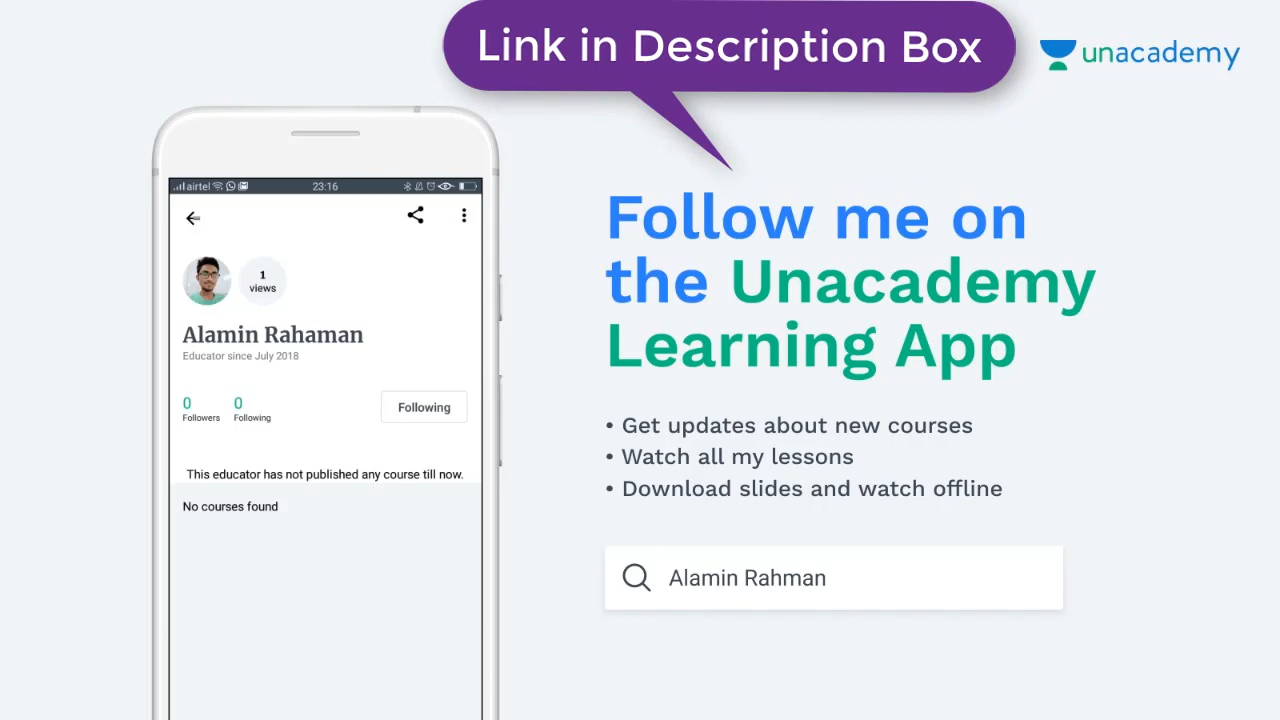 Link in Description Box
unacademy
airtel 23:16
1
views
Alamin Rahaman
Educator since July 2018
0 0
Followers Following
Following
This educator has not published any course till now.
No courses found
Follow me on
the Unacademy
Learning App
• Get updates about new courses
• Watch all my lessons
• Download slides and watch offline
Alamin Rahman